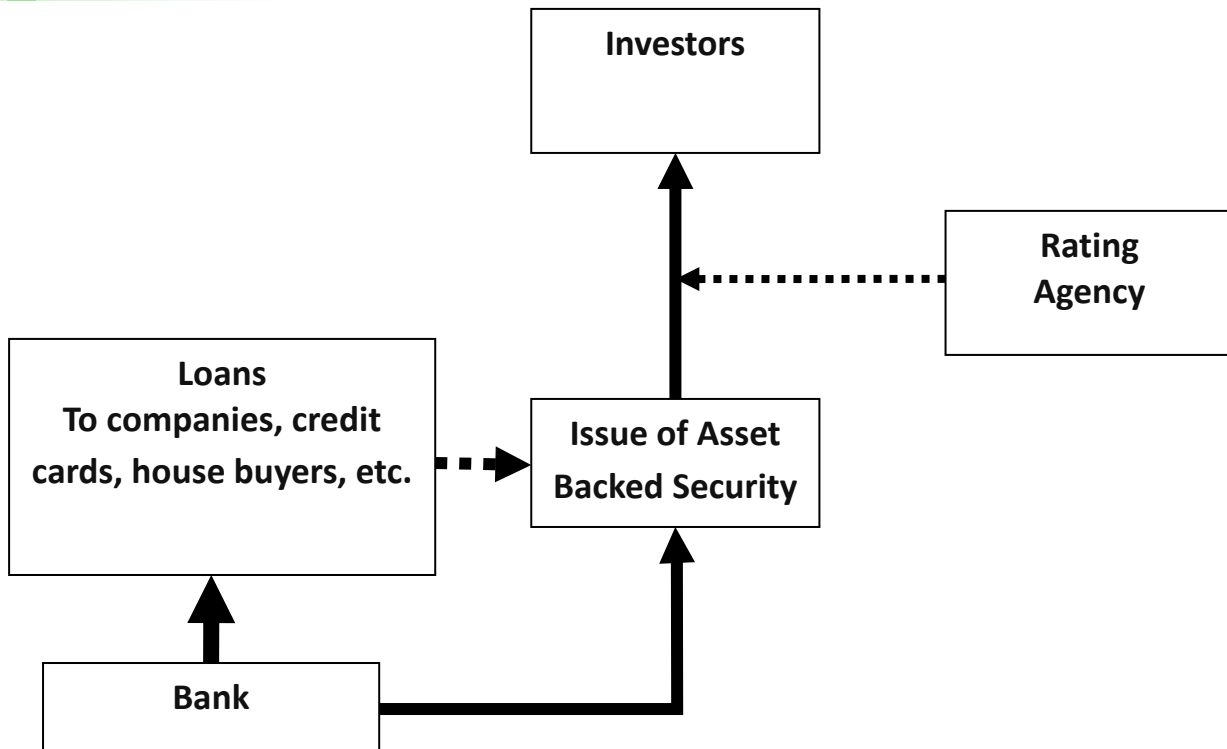 Investors
Rating
Agency
Loans
To companies, credit
cards, house buyers, etc.
Issue of Asset
Backed Security
Bank